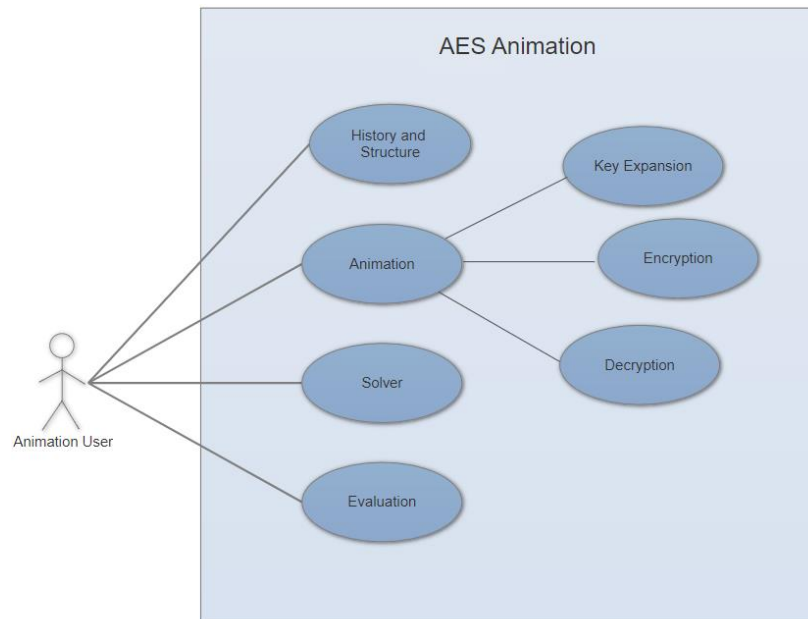 AES Animation
History and
Structure
Key Expansion
Animation
Encryption
Solver
Decryption
Animation User
Evaluation